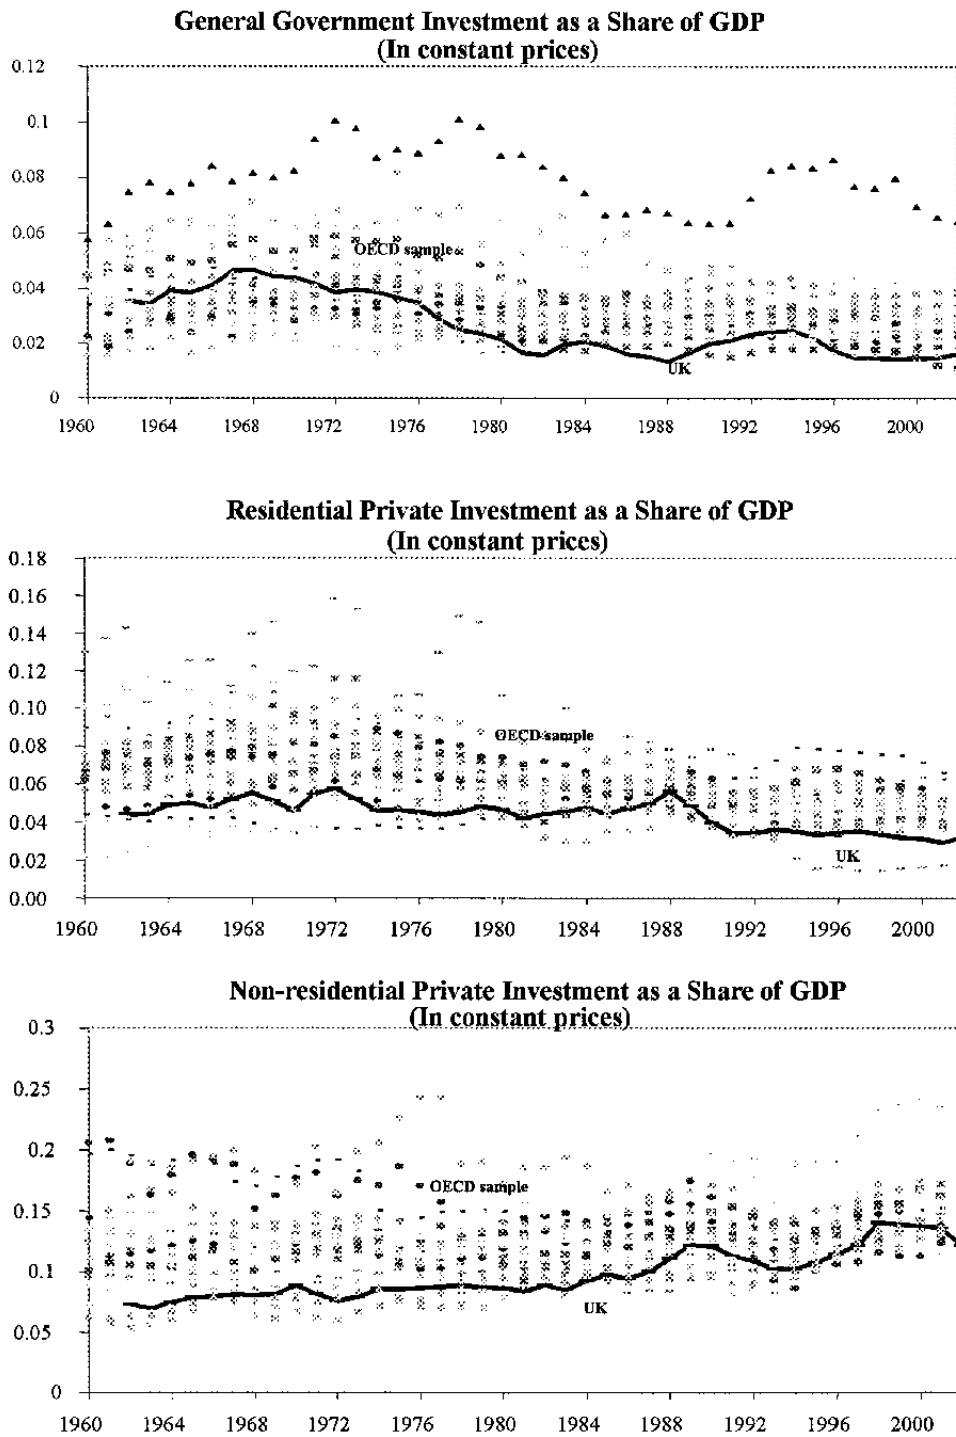 General Government Investment as a Share of GDP
(In constant prices)
0.12
0.1
0.08
0.06
0.04
0.02
0
OECD sample
UK
1960 1964 1968 1972 1976 1980 1984 1988 1992 1996 2000
Residential Private Investment as a Share of GDP
(In constant prices)
0.18
0.16
0.14
0.12
0.10
0.08
0.06
0.04
0.02
0.00
OECD sample
UK
1960 1964 1968 1972 1976 1980 1984 1988 1992 1996 2000
Non-residential Private Investment as a Share of GDP
(In constant prices)
0.3
0.25
0.2
0.15
0.1
0.05
0
OECD sample
UK
1960 1964 1968 1972 1976 1980 1984 1988 1992 1996 2000